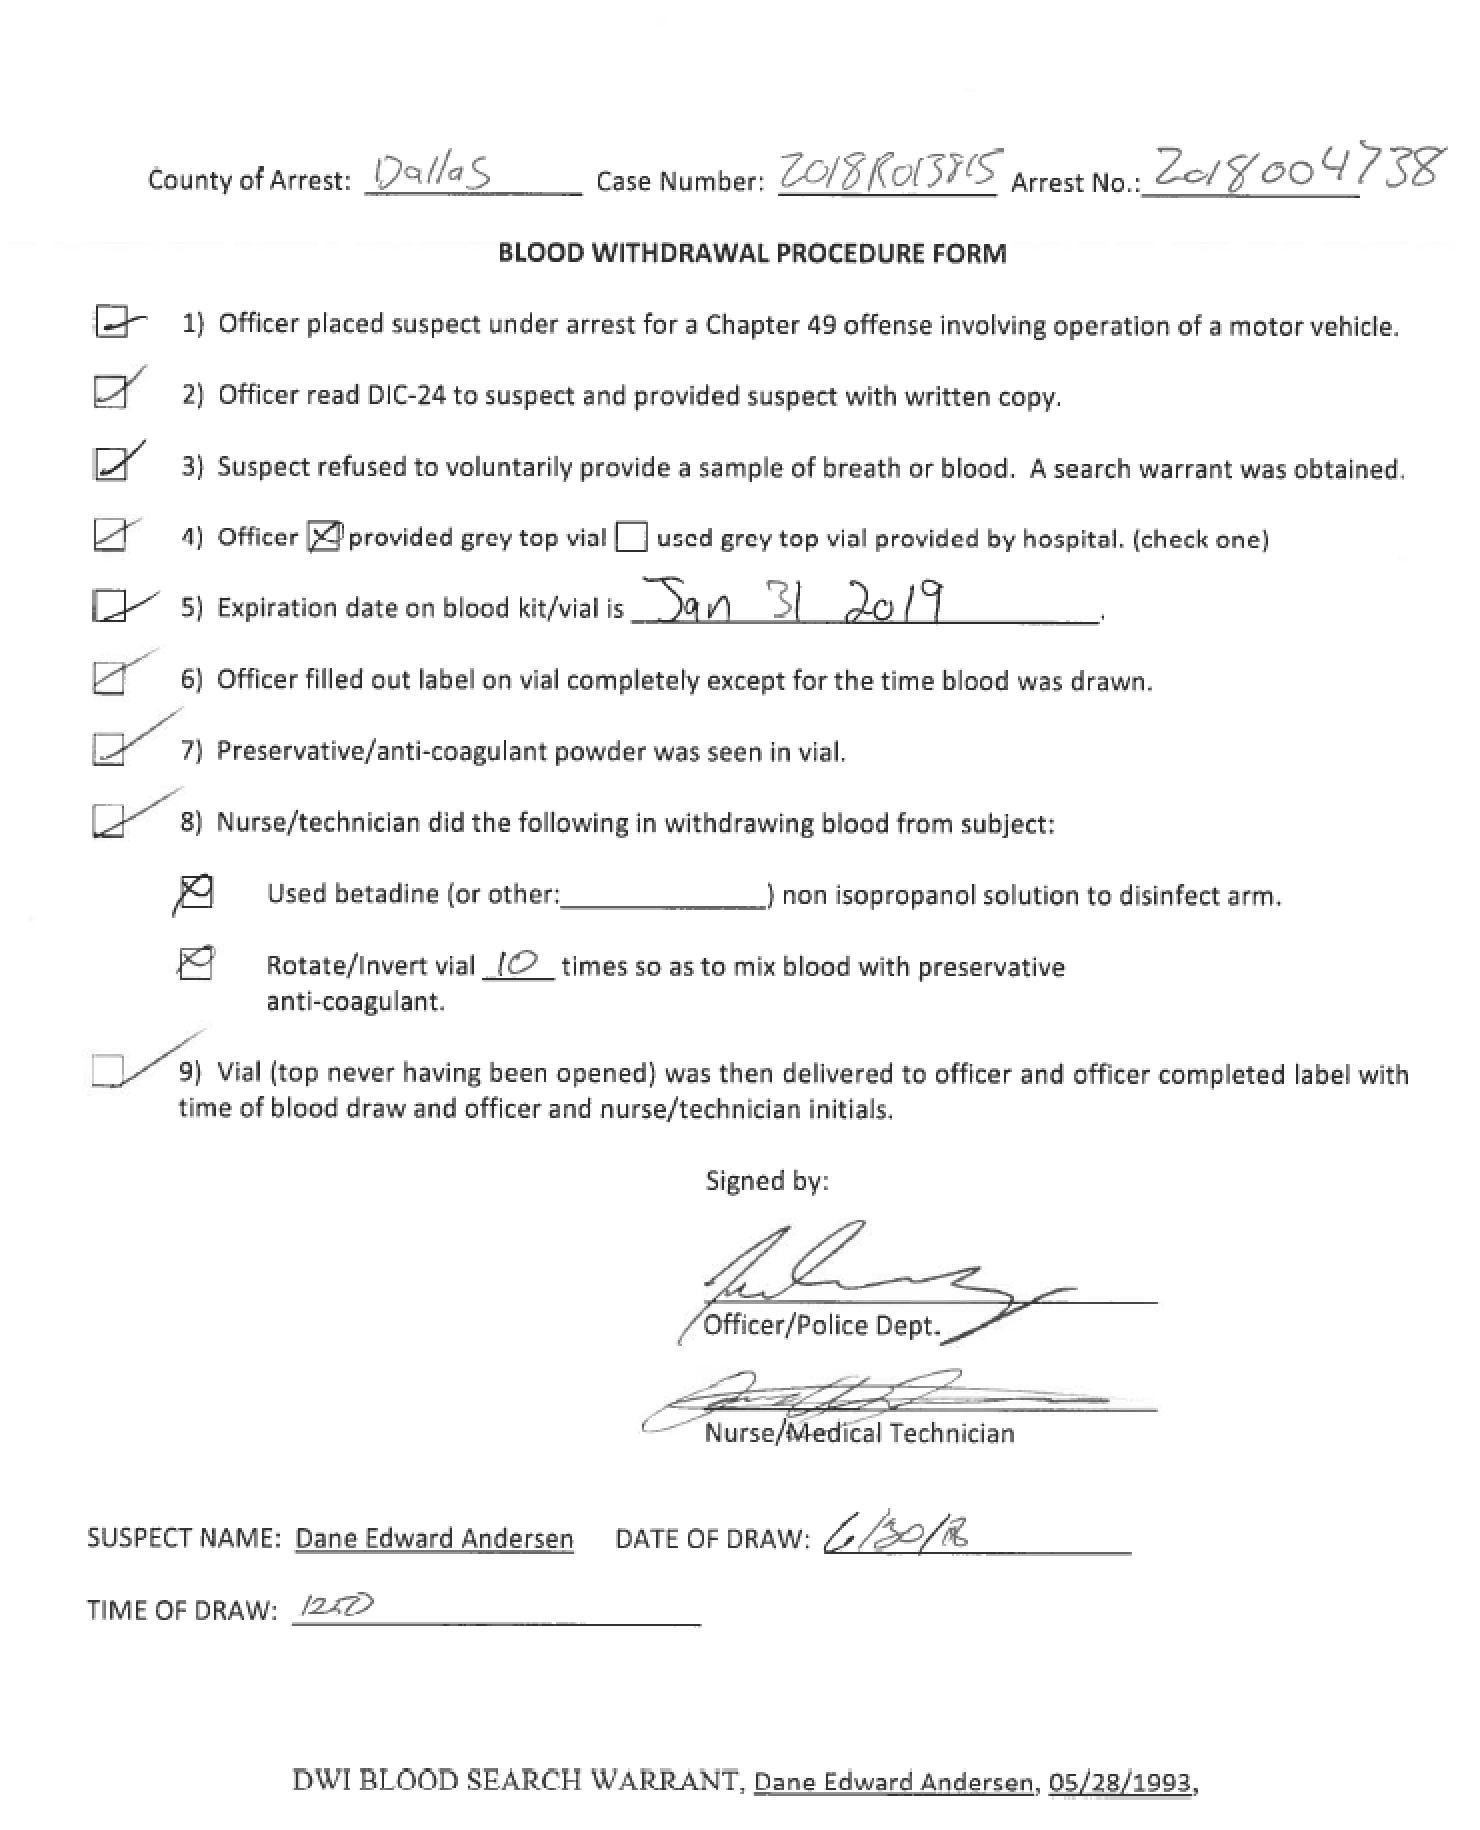 County of Arrest: Dallas Case Number: 2018R013815 Arrest No.: 2018004738
BLOOD WITHDRAWAL PROCEDURE FORM
1) Officer placed suspect under arrest for a Chapter 49 offense involving operation of a motor vehicle.
2) Officer read DIC-24 to suspect and provided suspect with written copy.
3) Suspect refused to voluntarily provide a sample of breath or blood. A search warrant was obtained.
4) Officer provided grey top vial used grey top vial provided by hospital. (check one)
5) Expiration date on blood kit/vial is Jan 31 2019.
6) Officer filled out label on vial completely except for the time blood was drawn.
7) Preservative/anti-coagulant powder was seen in vial.
8) Nurse/technician did the following in withdrawing blood from subject:
Used betadine (or other:______________) non isopropanol solution to disinfect arm.
Rotate/Invert vial 10 times so as to mix blood with preservative
anti-coagulant.
9) Vial (top never having been opened) was then delivered to officer and officer completed label with
time of blood draw and officer and nurse/technician initials.
Signed by:
Officer/Police Dept.
Nurse/Medical Technician
SUSPECT NAME: Dane Edward Andersen DATE OF DRAW: 6/30/18
TIME OF DRAW: 1250
DWI BLOOD SEARCH WARRANT, Dane Edward Andersen, 05/28/1993,